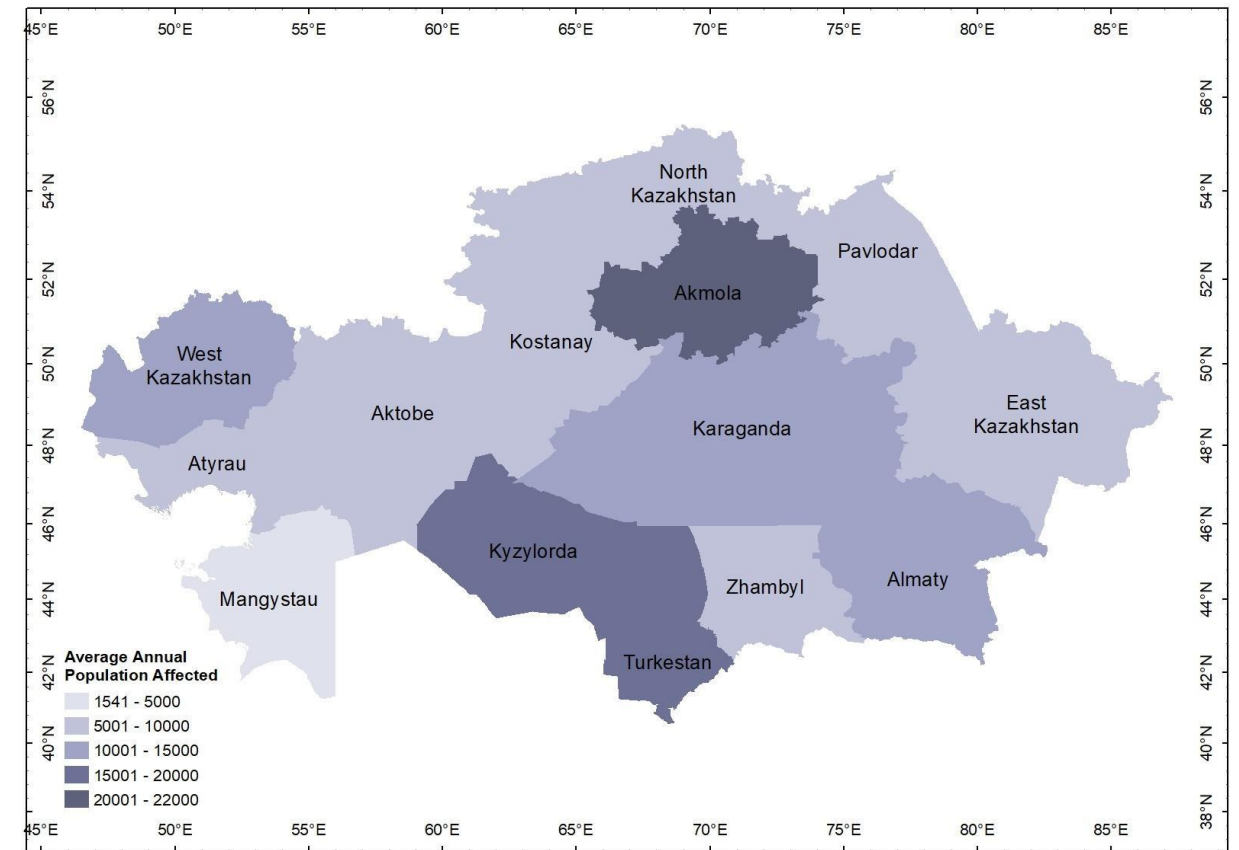 45°E 50°E 55°E 60°E 65°E 70°E 75°E 80°E 85°E
56°N 56°N
54°N 54°N
52°N 52°N
50°N 50°N
48°N 48°N
46°N 46°N
44°N 44°N
42°N 42°N
40°N 40°N
38°N
North
Kazakhstan
Pavlodar
Akmola
Kostanay
West
Kazakhstan
Aktobe
East
Kazakhstan
Karaganda
Atyrau
Kyzylorda
Zhambyl
Almaty
Mangystau
Turkestan
Average Annual
Population Affected
1541 - 5000
5001 - 10000
10001 - 15000
15001 - 20000
20001 - 22000
45°E 50°E 55°E 60°E 65°E 70°E 75°E 80°E 85°E